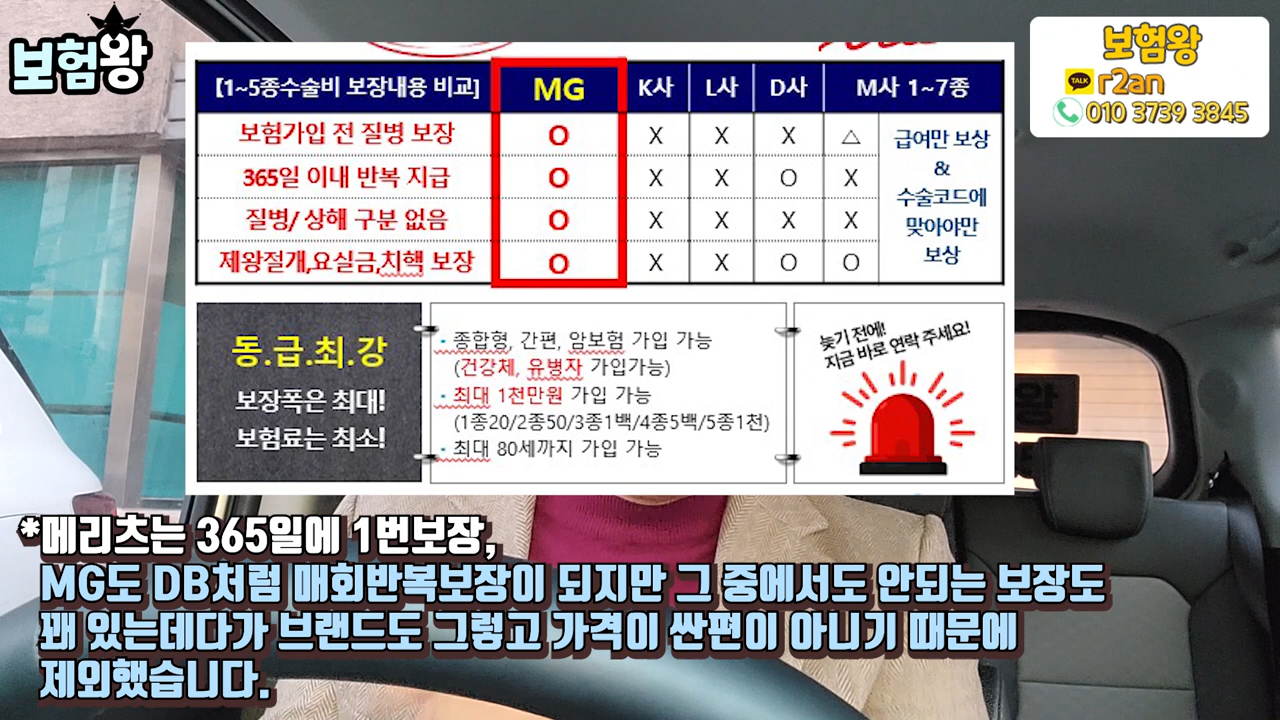 보험왕
보험왕
TALK r2an
010 3739 3845
[1~5종수술비 보장내용 비교] MG K사 L사 D사 M사 1~7종
보험가입 전 질병 보장 O X X X △
365일 이내 반복 지급 O X X O X
질병/ 상해 구분 없음 O X X X X
제왕절개,요실금,치핵 보장 O X X O O
급여만 보상
&
수술코드에
맞아야만
보상
동.급.최.강
보장폭은 최대!
보험료는 최소!
· 종합형, 간편, 암보험 가입 가능
(건강체, 유병자 가입가능)
· 최대 1천만원 가입 가능
(1종20/2종50/3종1백/4종5백/5종1천)
· 최대 80세까지 가입 가능
늦기 전에!
지금 바로 연락 주세요!
*메리츠는 365일에 1번보장,
MG도 DB처럼 매회반복보장이 되지만 그 중에서도 안되는 보장도
꽤 있는데다가 브랜드도 그렇고 가격이 싼편이 아니기 때문에
제외했습니다.